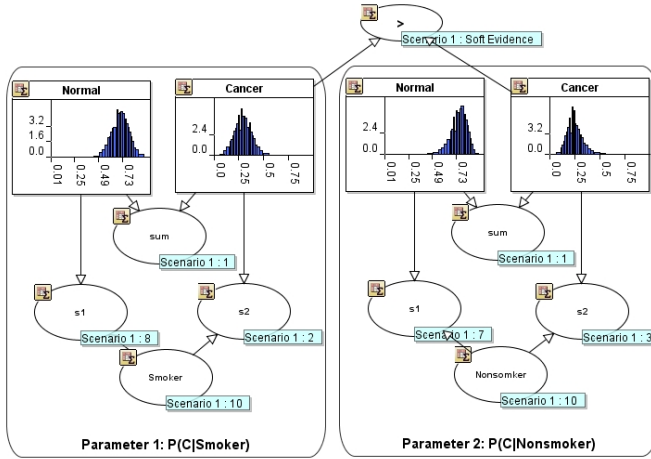 >
Scenario 1 : Soft Evidence
Normal
3.2
1.6
0.0
0.01
0.25
0.49
0.73
Cancer
2.4
0.0
0.0
0.25
0.5
0.75
sum
Scenario 1 : 1
s1
Scenario 1 : 8
s2
Scenario 1 : 2
Smoker
Scenario 1 : 10
Parameter 1: P(C|Smoker)
Normal
2.4
0.0
0.01
0.25
0.49
0.73
Cancer
3.2
0.0
0.0
0.25
0.5
0.75
sum
Scenario 1 : 1
s1
Scenario 1 : 7
s2
Scenario 1 : 3
Nonsomker
Scenario 1 : 10
Parameter 2: P(C|Nonsmoker)